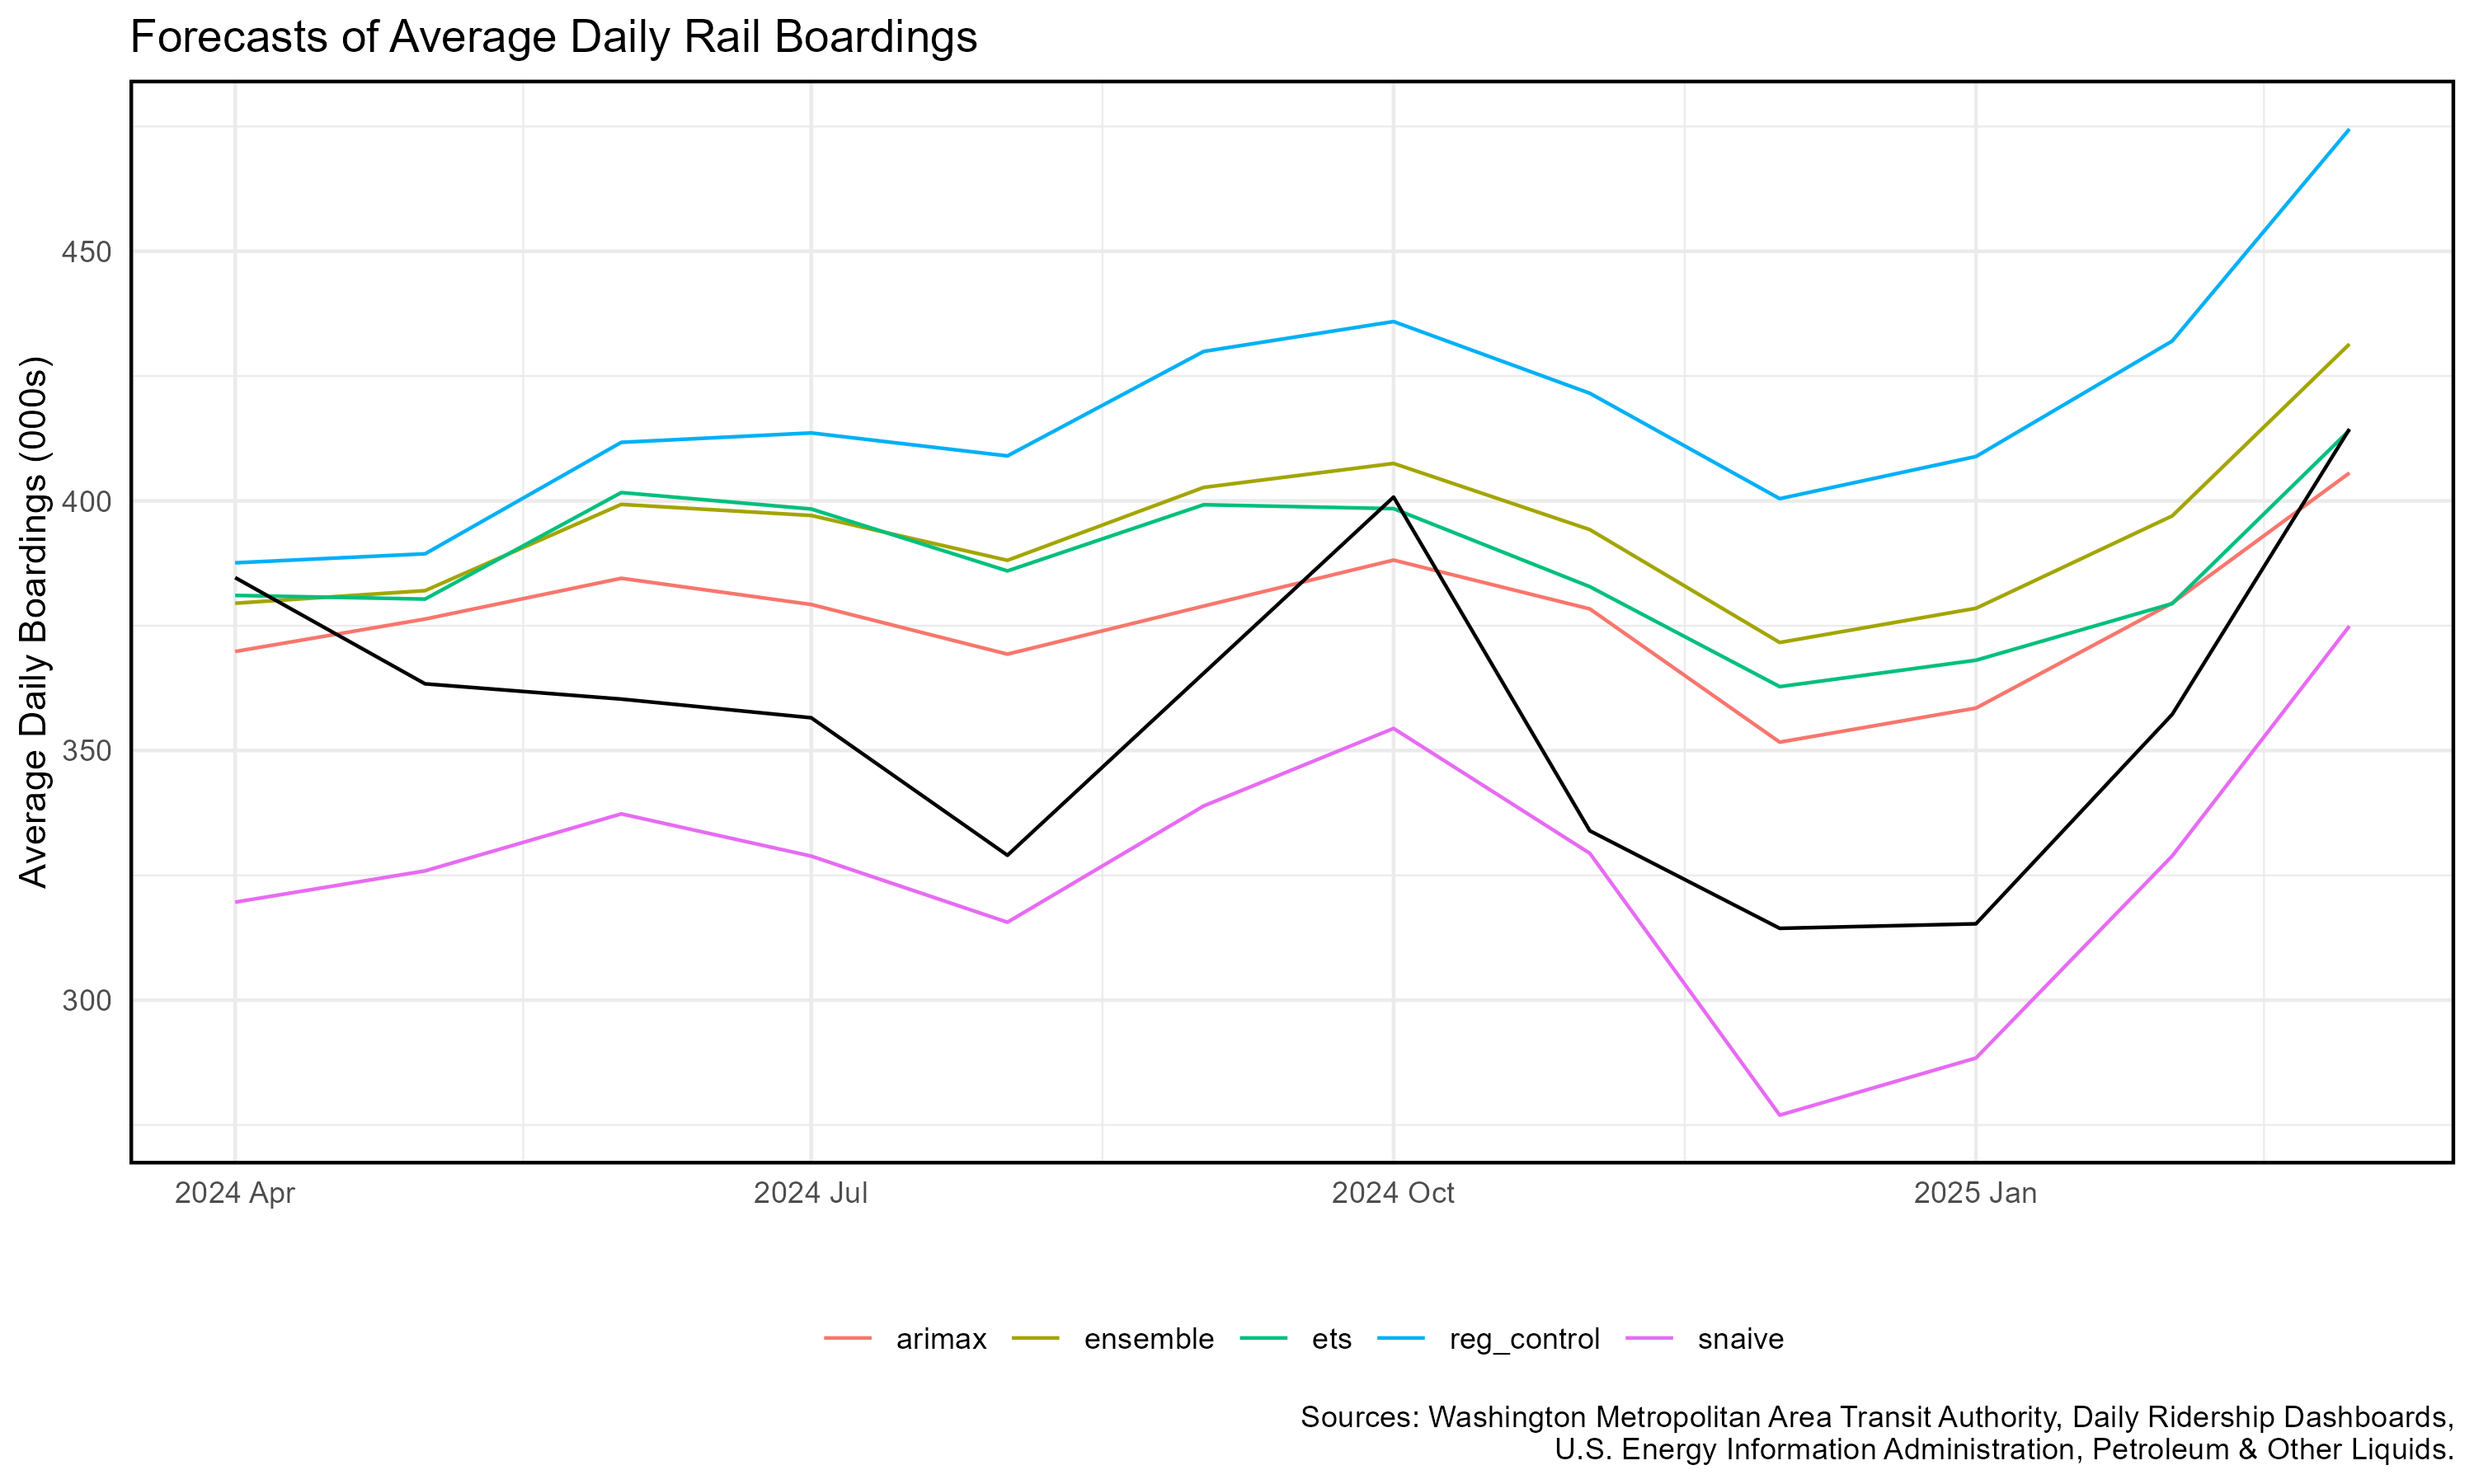 Forecasts of Average Daily Rail Boardings
Average Daily Boardings (000s)
450
400
350
300
2024 Apr
2024 Jul
2024 Oct
2025 Jan
arimax
ensemble
ets
reg_control
snaive
Sources: Washington Metropolitan Area Transit Authority, Daily Ridership Dashboards,
U.S. Energy Information Administration, Petroleum & Other Liquids.